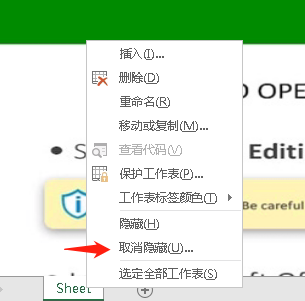 插入(I)...
删除(D)
D OPE
重命名(R)
移动或复制(M)...
查看代码(V)
S
Editi
保护工作表(P)...
工作表标签颜色(T)
Be careful
隐藏(H)
取消隐藏(U)...
选定全部工作表(S)
Sheet